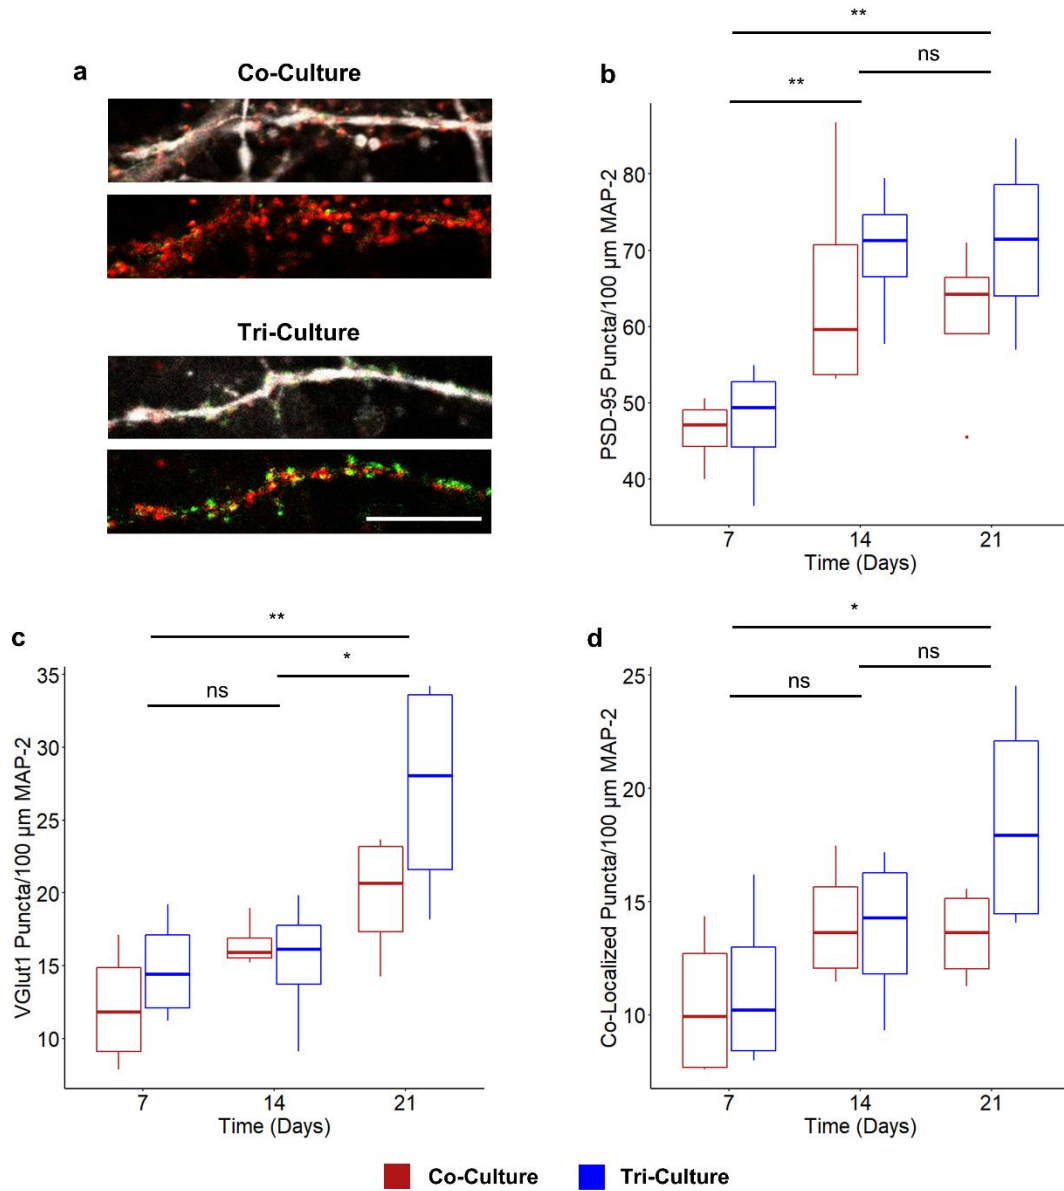 a
Co-Culture
Tri-Culture
b
**
ns
**
PSD-95 Puncta/100 µm MAP-2
80
70
60
50
40
7
14
21
Time (Days)
c
**
*
ns
VGlut1 Puncta/100 µm MAP-2
35
30
25
20
15
10
7
14
21
Time (Days)
d
*
ns
ns
Co-Localized Puncta/100 µm MAP-2
25
20
15
10
7
14
21
Time (Days)
Co-Culture
Tri-Culture